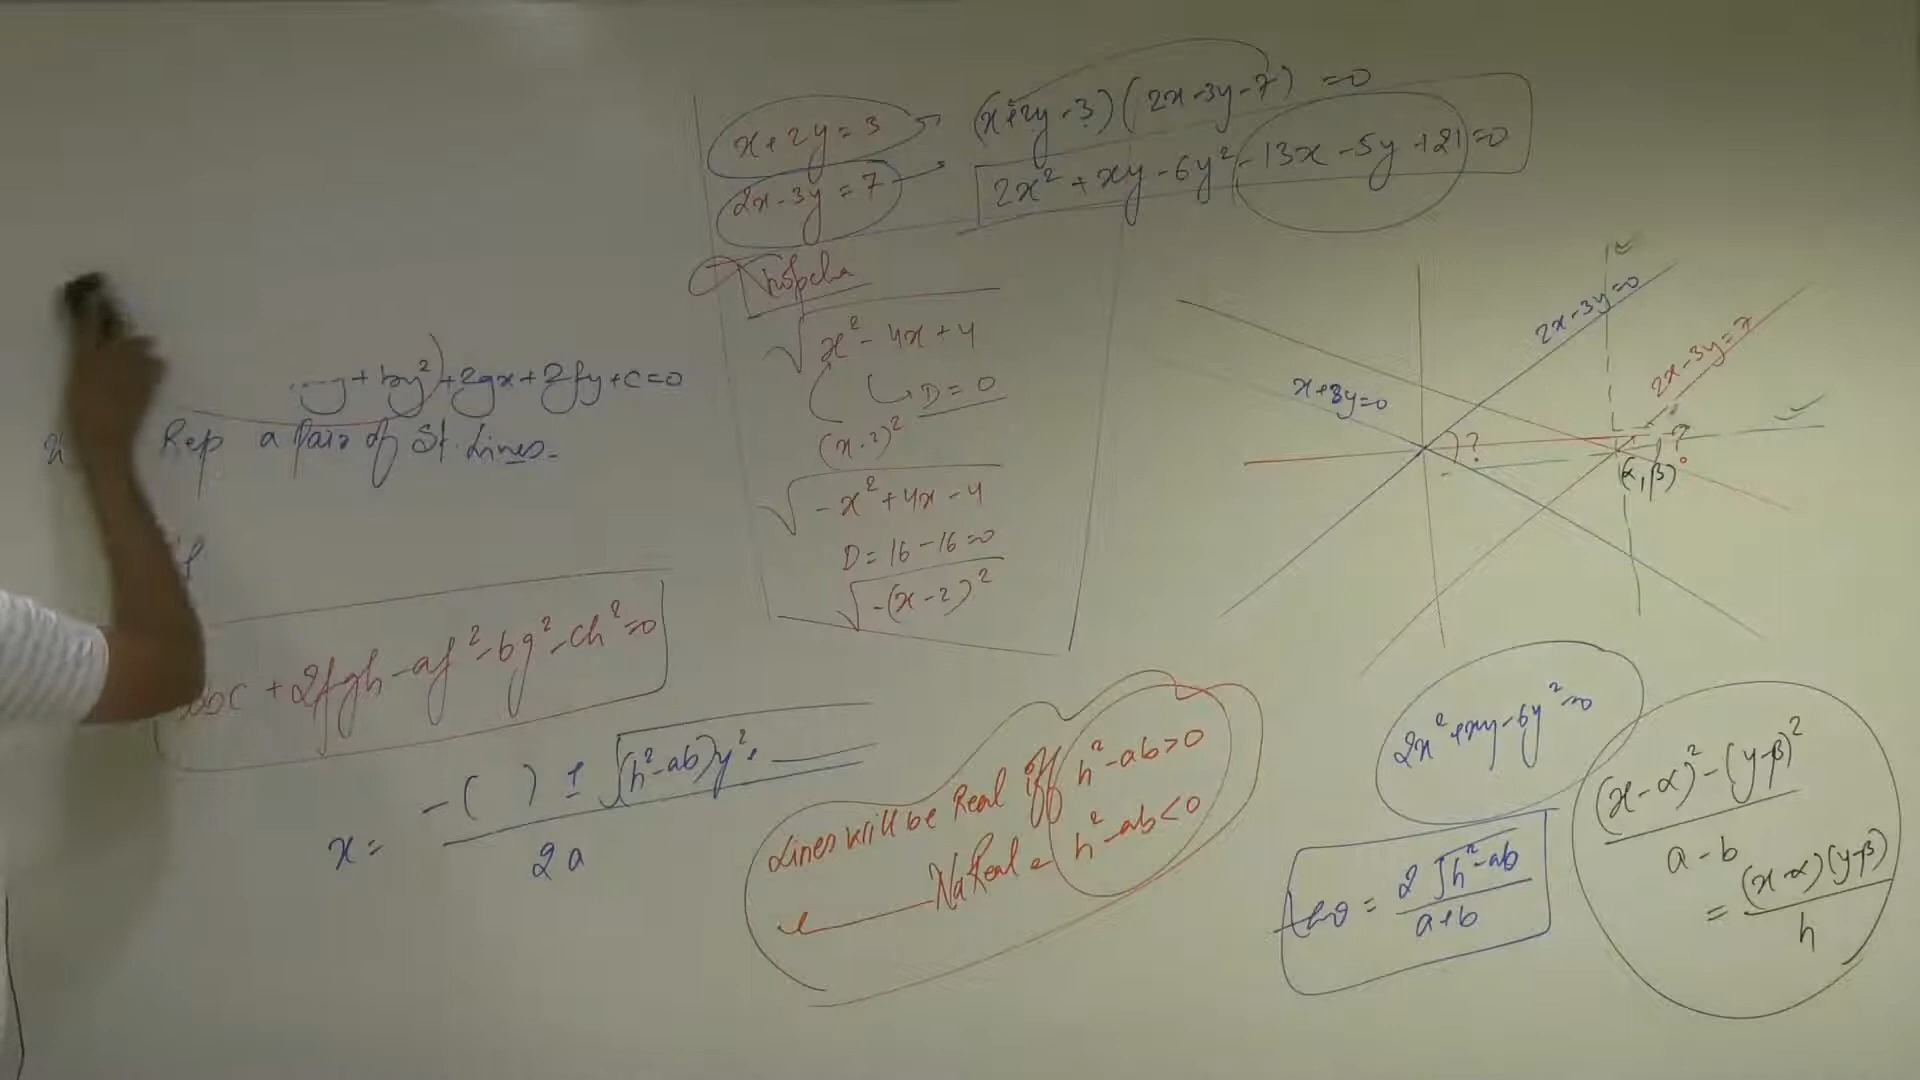 y+by²)+2gx+2fy+c=0
Rep a pair of St. Lines.
if
abc + 2fgh - af² - bg² - ch² = 0
x = -( ) ± √(h²-ab)y²+
2a
x+2y=3 → (x+2y-3)(2x-3y-7) =0
2x-3y=7 → 2x²+xy-6y²-13x-5y+21=0
√x²-4x+4
↳ D=0
(x-2)²
√-x²+4x-4
D=16-16=0
√-(x-2)²
Lines will be Real iff h²-ab>0
h²-ab<0
2x-3y=0
2x-3y=7
x+3y=0
?
?
(α,β)
2x²+xy-6y²=0
tanθ = 2√h²-ab
a+b
(x-α)²-(y-β)²
a-b
= (x-α)(y-β)
h